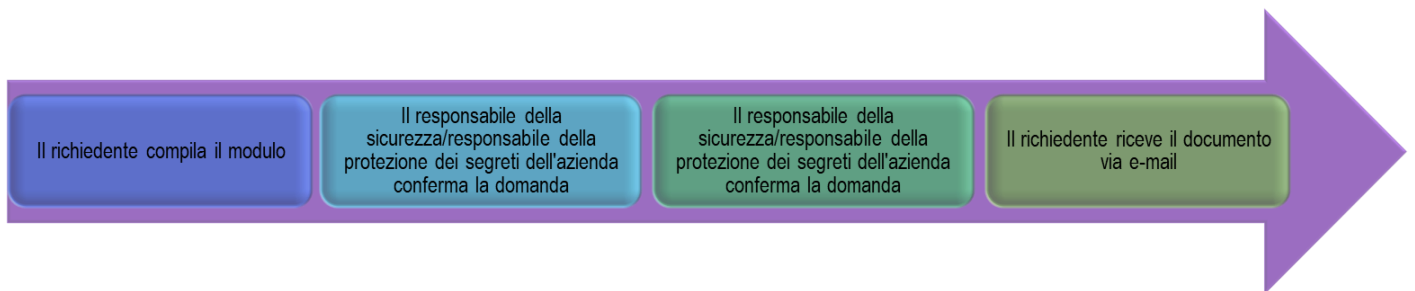 Il richiedente compila il modulo
Il responsabile della
sicurezza/responsabile della
protezione dei segreti dell'azienda
conferma la domanda
Il responsabile della
sicurezza/responsabile della
protezione dei segreti dell'azienda
conferma la domanda
Il richiedente riceve il documento
via e-mail